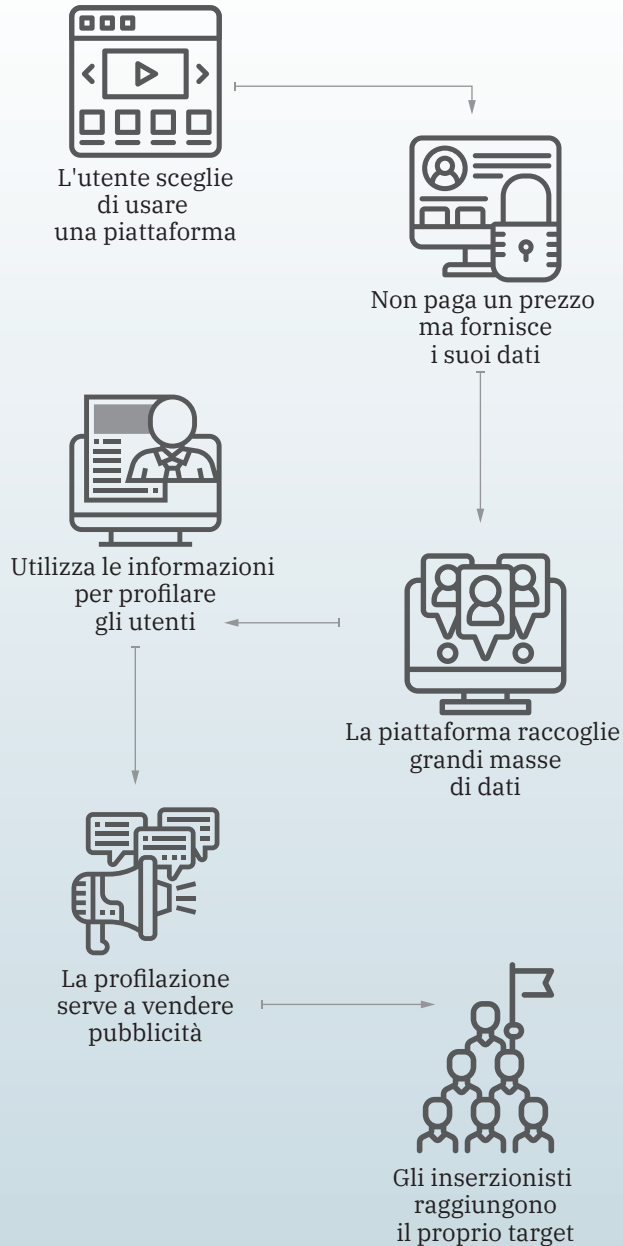 L'utente sceglie
di usare
una piattaforma
Non paga un prezzo
ma fornisce
i suoi dati
La piattaforma raccoglie
grandi masse
di dati
Utilizza le informazioni
per profilare
gli utenti
La profilazione
serve a vendere
pubblicità
Gli inserzionisti
raggiungono
il proprio target